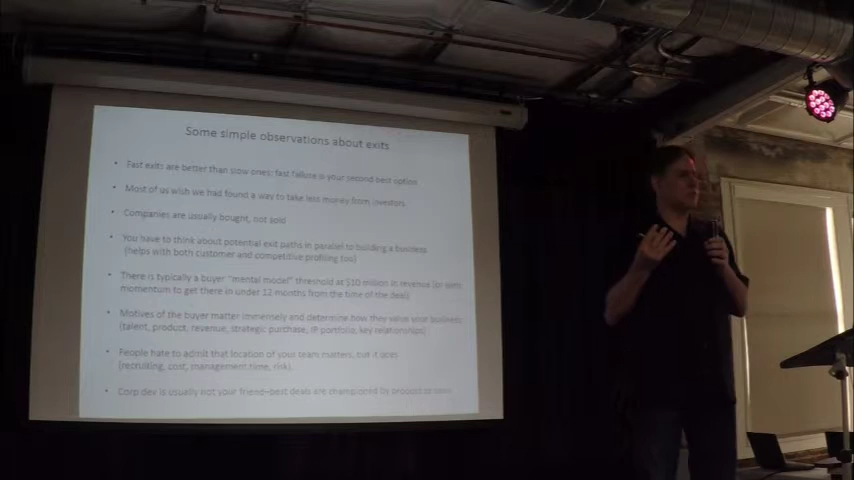 Some simple observations about exits
• Fast exits are better than slow ones; fast failure is your second best option
• Most of us wish we had found a way to take less money from investors
• Companies are usually bought, not sold
• You have to think about potential exit paths in parallel to building a business
(helps with both customer and competitive profiling too)
• There is typically a buyer "mental model" threshold at $10 million in revenue (or
momentum to get there in under 12 months from the time of the deal)
• Motives of the buyer matter immensely and determine how they value your business
(talent, product, revenue, strategic purchase, IP portfolio, key relationships)
• People hate to admit that location of your team matters, but it does
(recruiting, cost, management time, risk)
• Corp dev is usually not your friend–best deals are championed by product